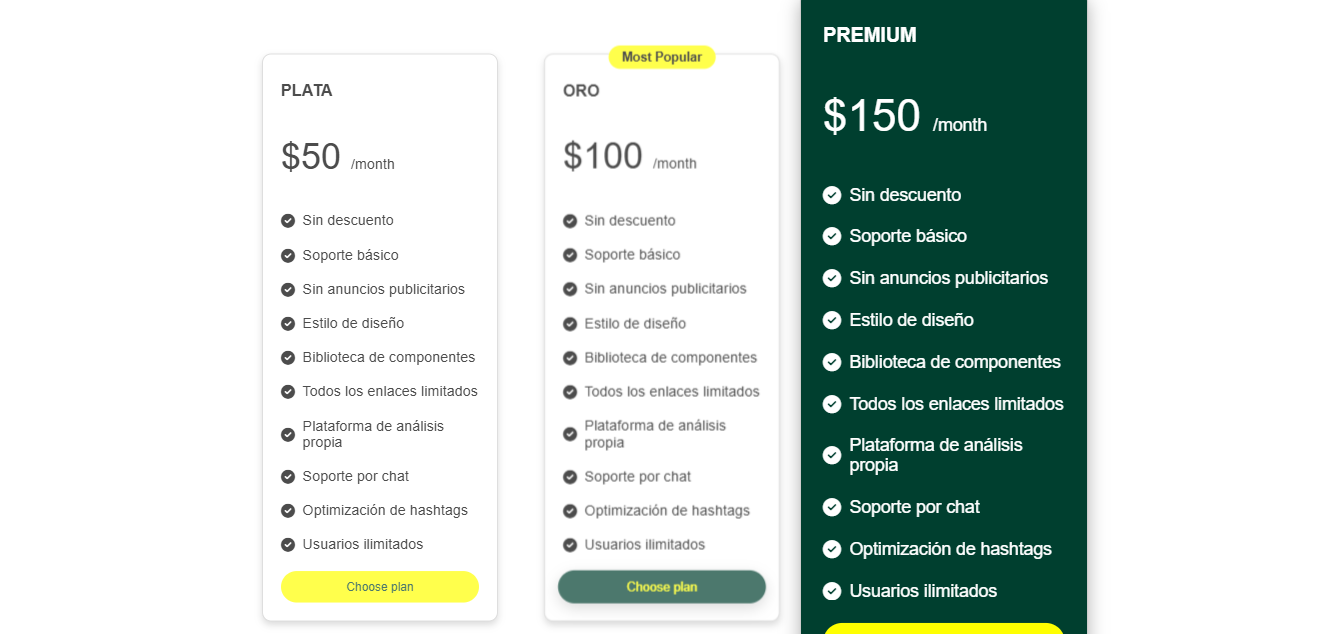 PLATA
$50 /month
Sin descuento
Soporte básico
Sin anuncios publicitarios
Estilo de diseño
Biblioteca de componentes
Todos los enlaces limitados
Plataforma de análisis
propia
Soporte por chat
Optimización de hashtags
Usuarios ilimitados
Choose plan
Most Popular
ORO
$100 /month
Sin descuento
Soporte básico
Sin anuncios publicitarios
Estilo de diseño
Biblioteca de componentes
Todos los enlaces limitados
Plataforma de análisis
propia
Soporte por chat
Optimización de hashtags
Usuarios ilimitados
Choose plan
PREMIUM
$150 /month
Sin descuento
Soporte básico
Sin anuncios publicitarios
Estilo de diseño
Biblioteca de componentes
Todos los enlaces limitados
Plataforma de análisis
propia
Soporte por chat
Optimización de hashtags
Usuarios ilimitados